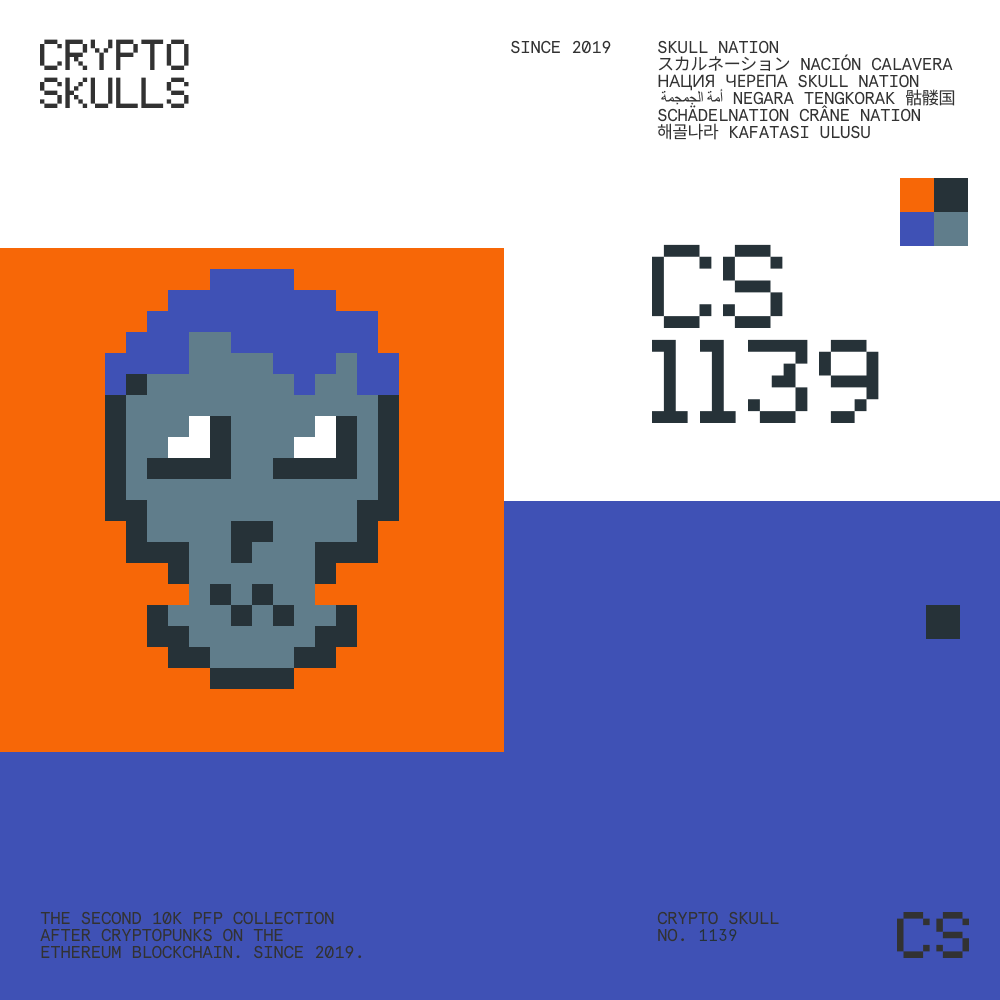 CRYPTO
SKULLS
SINCE 2019
SKULL NATION
スカルネーション NACIÓN CALAVERA
НАЦИЯ ЧЕРЕПА SKULL NATION
أمة الجمجمة NEGARA TENGKORAK 骷髅国
SCHÄDELNATION CRÂNE NATION
해골나라 KAFATASI ULUSU
CS
1139
THE SECOND 10K PFP COLLECTION
AFTER CRYPTOPUNKS ON THE
ETHEREUM BLOCKCHAIN. SINCE 2019.
CRYPTO SKULL
NO. 1139
CS